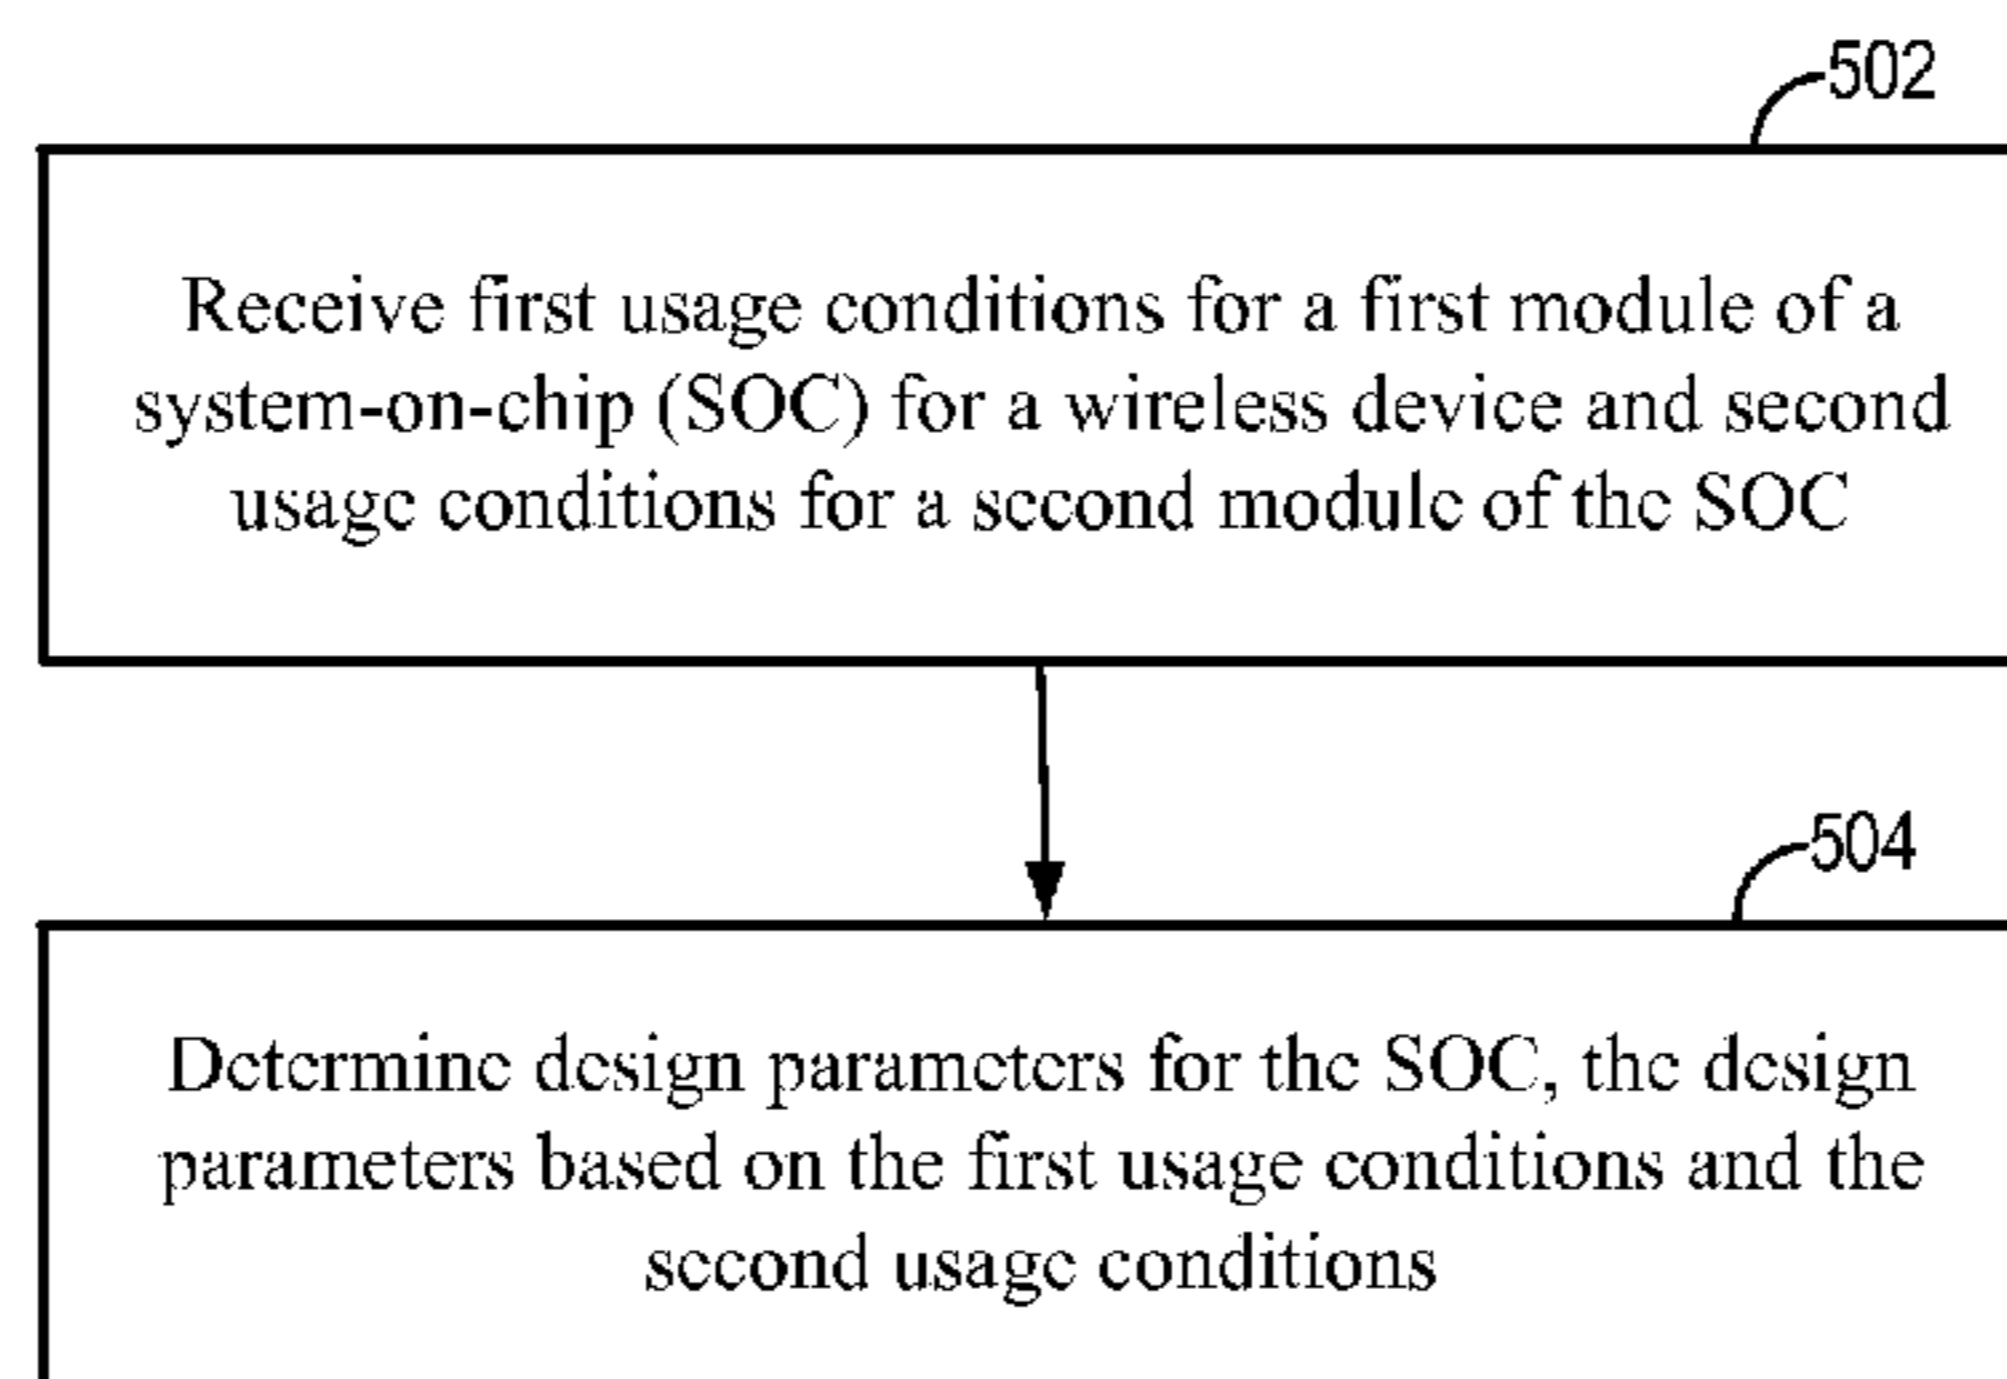 502
Receive first usage conditions for a first module of a
system-on-chip (SOC) for a wireless device and second
usage conditions for a second module of the SOC
504
Determine design parameters for the SOC, the design
parameters based on the first usage conditions and the
second usage conditions